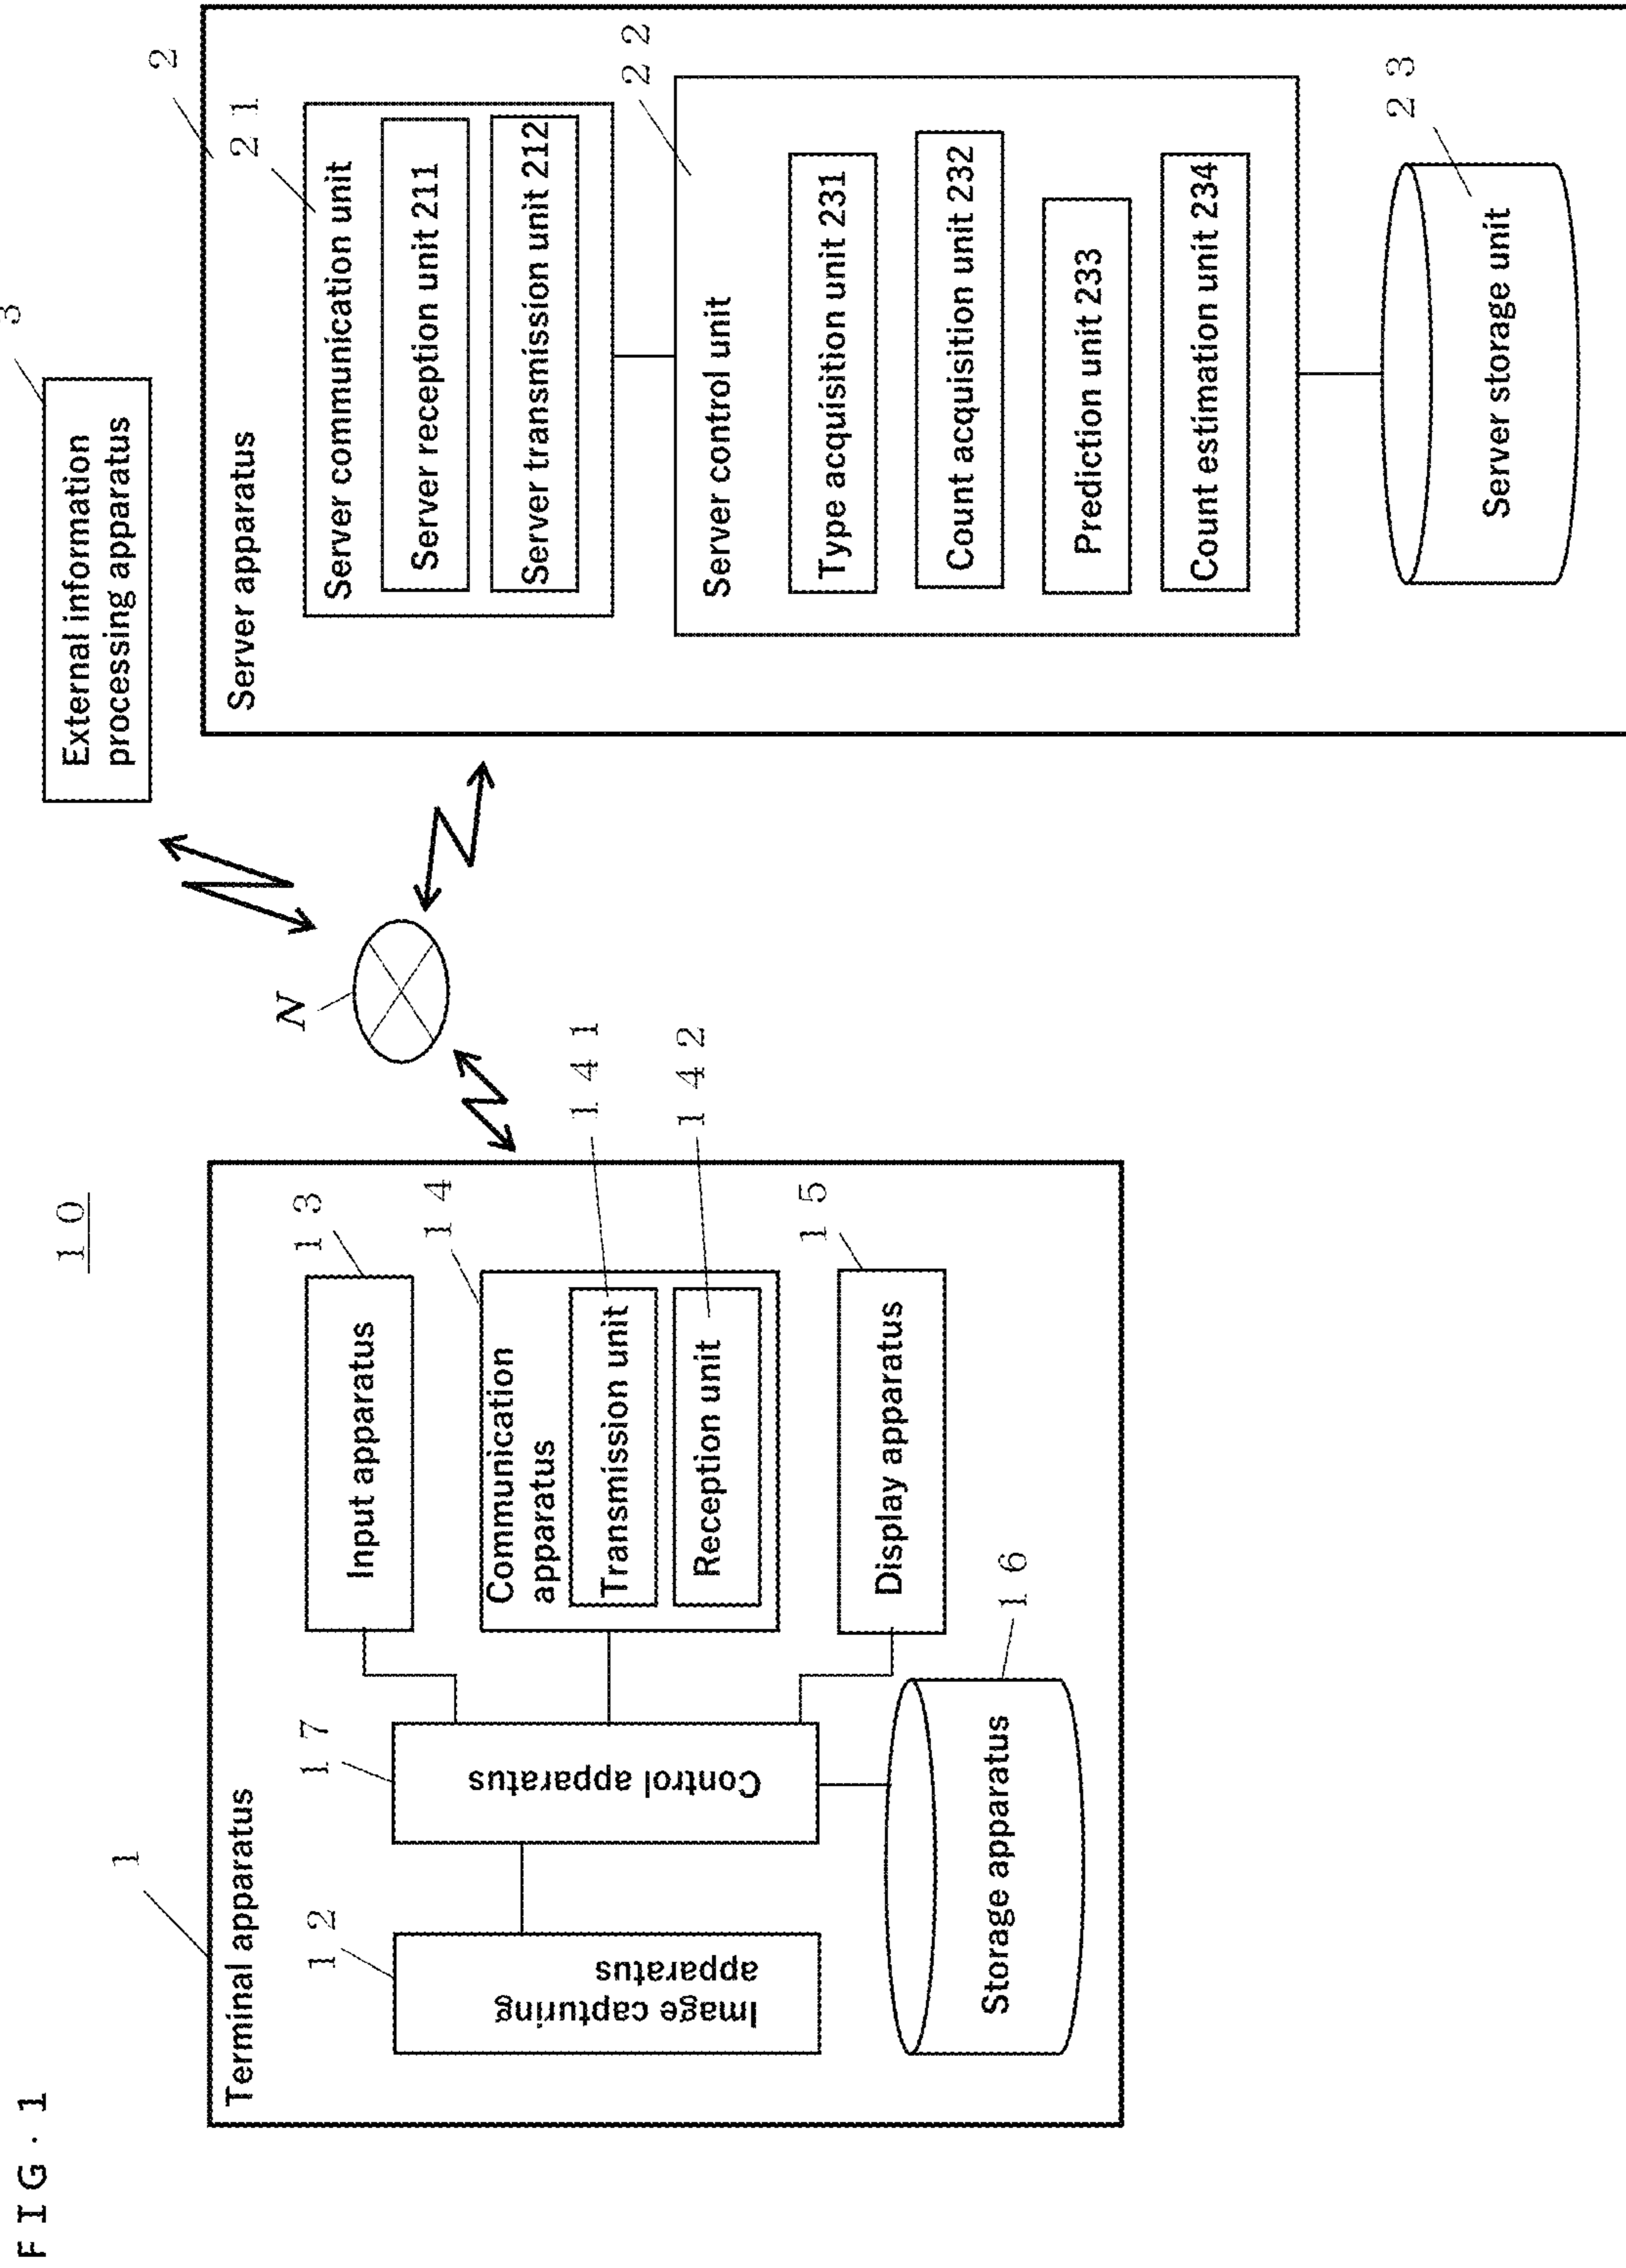 FIG. 1
10
1
Terminal apparatus
12
Image capturing
apparatus
17
Control apparatus
13
Input apparatus
14
Communication
apparatus
141
Transmission unit
142
Reception unit
15
Display apparatus
16
Storage apparatus
N
3
External information
processing apparatus
2
Server apparatus
21
Server communication unit
Server reception unit 211
Server transmission unit 212
22
Server control unit
Type acquisition unit 231
Count acquisition unit 232
Prediction unit 233
Count estimation unit 234
23
Server storage unit